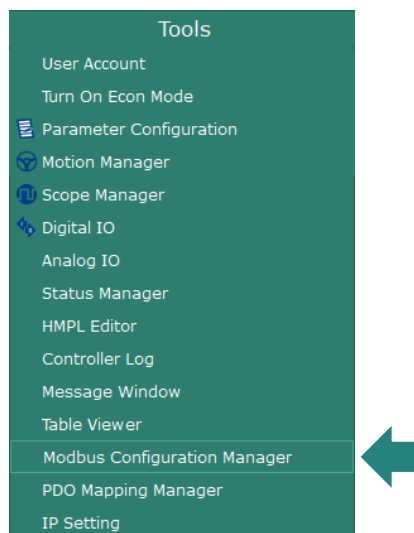 Tools
User Account
Turn On Econ Mode
Parameter Configuration
Motion Manager
Scope Manager
Digital IO
Analog IO
Status Manager
HMPL Editor
Controller Log
Message Window
Table Viewer
Modbus Configuration Manager
PDO Mapping Manager
IP Setting